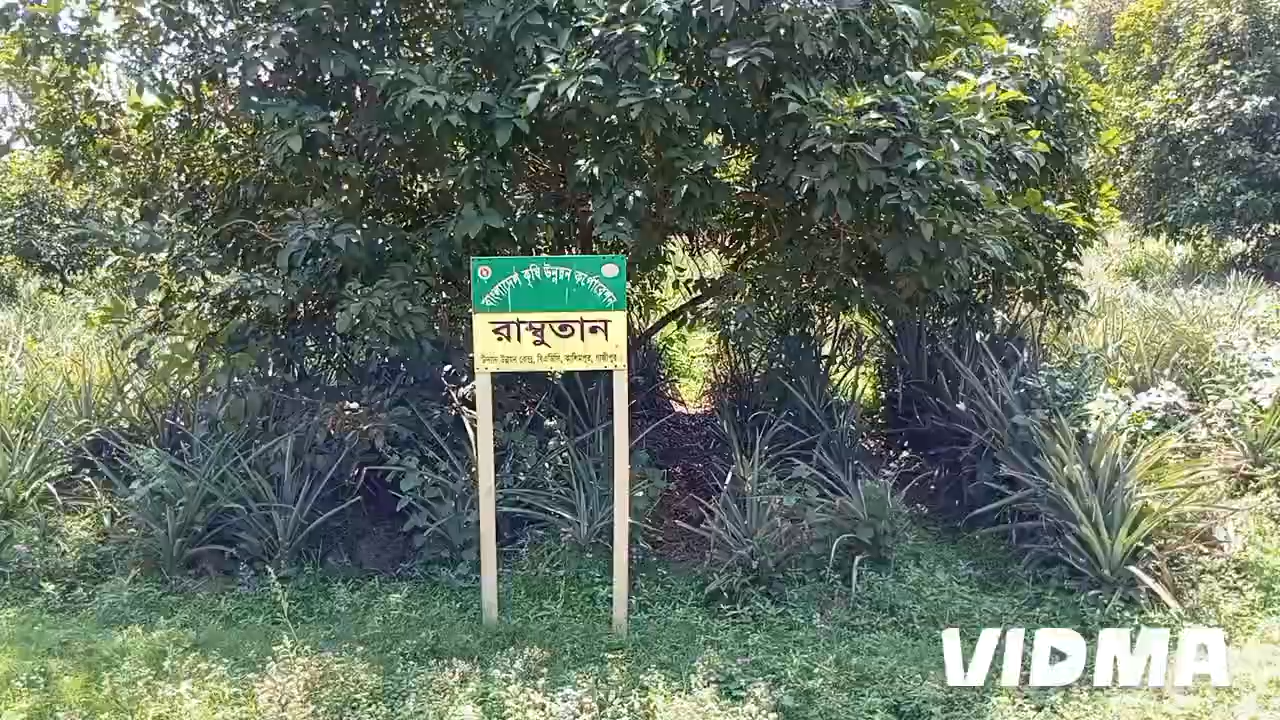 বাংলাদেশ কৃষি উন্নয়ন কর্পোরেশন
রাম্বুতান
উদ্যান উন্নয়ন কেন্দ্র, বিএডিসি, কাশিমপুর, গাজীপুর
VIDMA